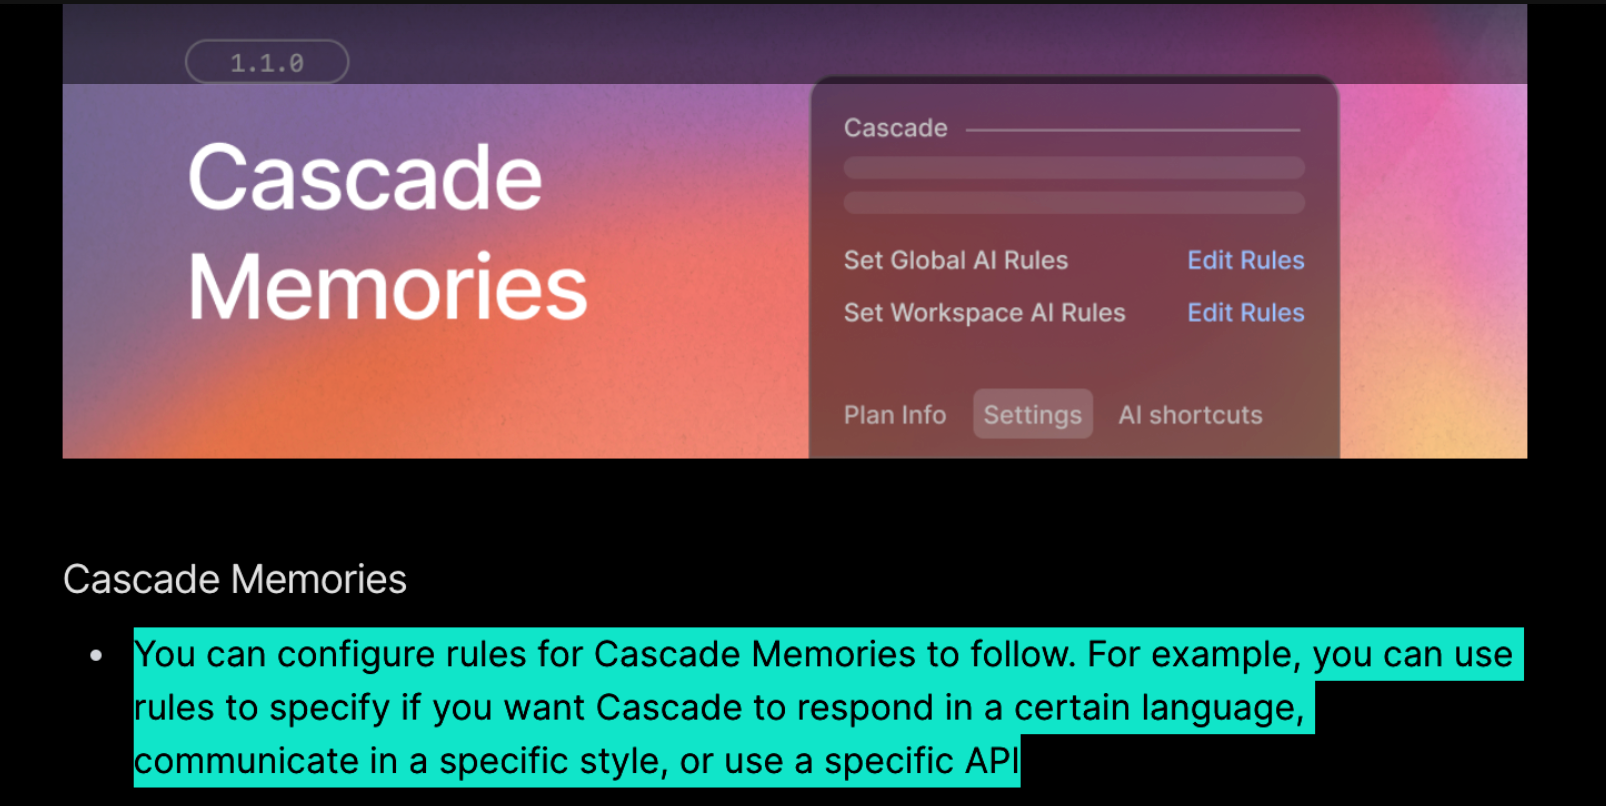 1.1.0
Cascade
Memories
Cascade
Set Global AI Rules Edit Rules
Set Workspace AI Rules Edit Rules
Plan Info Settings AI shortcuts
Cascade Memories
• You can configure rules for Cascade Memories to follow. For example, you can use
rules to specify if you want Cascade to respond in a certain language,
communicate in a specific style, or use a specific API